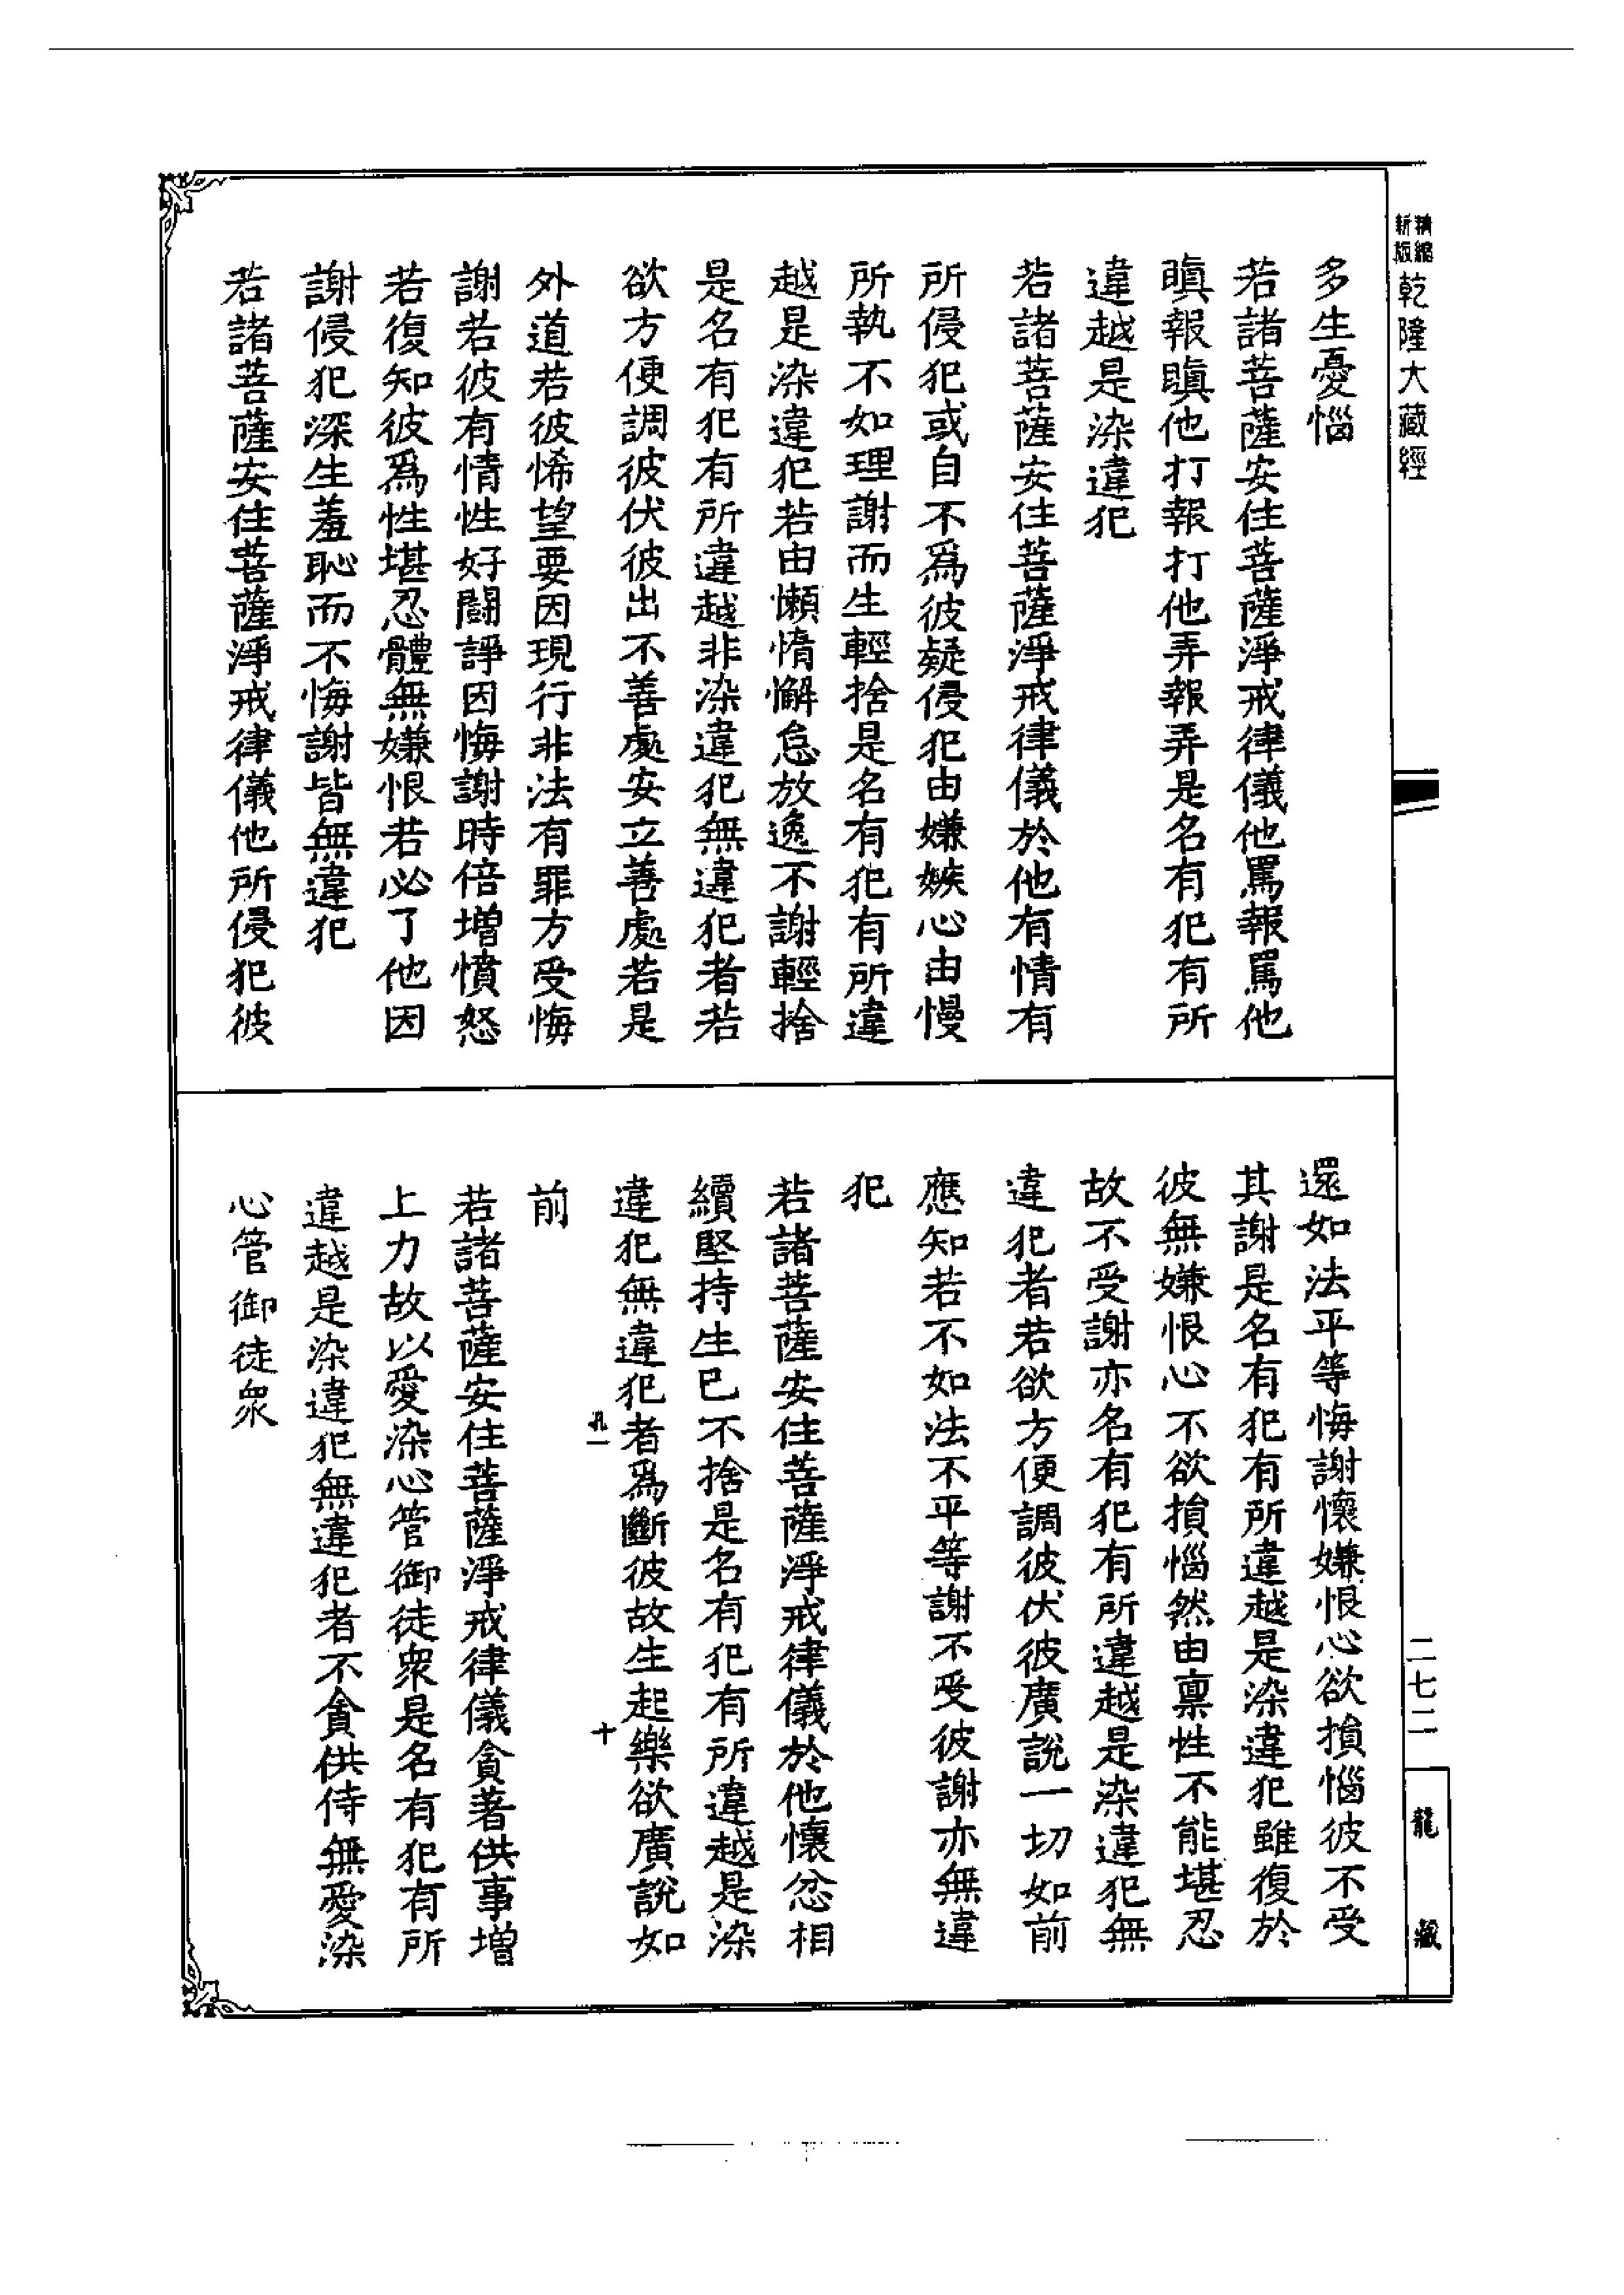 精編
新版
乾隆大藏經
多生憂惱
若諸菩薩安住菩薩淨戒律儀他罵報罵他
瞋報瞋他打報打他弄報弄是名有犯有所
違越是染違犯
若諸菩薩安住菩薩淨戒律儀於他有情有
所侵犯或自不爲彼疑侵犯由嫌嫉心由慢
所執不如理謝而生輕捨是名有犯有所違
越是染違犯若由懶惰懈怠放逸不謝輕捨
是名有犯有所違越非染違犯無違犯者若
欲方便調彼伏彼出不善處安立善處若是
外道若彼悕望要因現行非法有罪方受悔
謝若彼有情性好鬪諍因悔謝時倍增憤怒
若復知彼爲性堪忍體無嫌恨若必了他因
謝侵犯深生羞恥而不悔謝皆無違犯
若諸菩薩安住菩薩淨戒律儀他所侵犯彼
還如法平等悔謝懷嫌恨心欲損惱彼不受
其謝是名有犯有所違越是染違犯雖復於
彼無嫌恨心不欲損惱然由稟性不能堪忍
故不受謝亦名有犯有所違越是染違犯無
違犯者若欲方便調彼伏彼廣說一切如前
應知若不如法不平等謝不受彼謝亦無違
犯
若諸菩薩安住菩薩淨戒律儀於他懷忿相
續堅持生已不捨是名有犯有所違越是染
違犯無違犯者爲斷彼故生起樂欲廣說如
十
前
若諸菩薩安住菩薩淨戒律儀貪著供事增
上力故以愛染心管御徒衆是名有犯有所
違越是染違犯無違犯者不貪供侍無愛染
心管御徒衆
二七二
龍藏